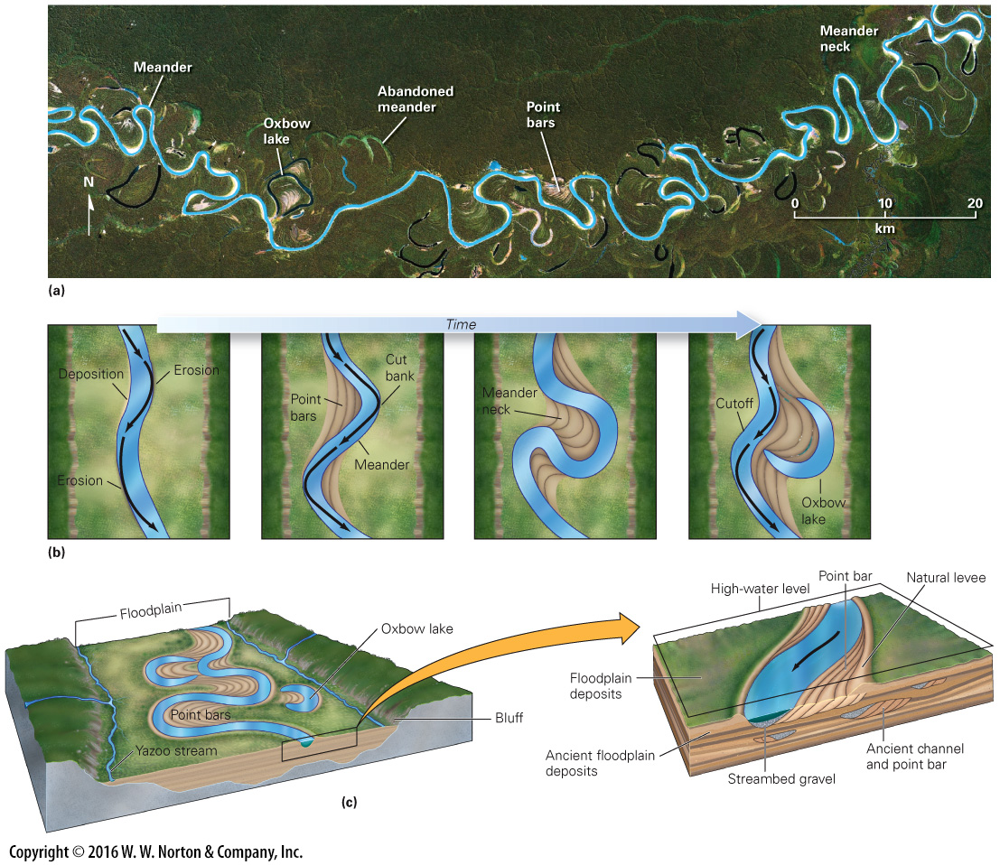 Meander
Oxbow
lake
Abandoned
meander
Point
bars
Meander
neck
N
0
10
20
km
(a)
Time
Deposition
Erosion
Erosion
Point
bars
Cut
bank
Meander
Meander
neck
Cutoff
Oxbow
lake
(b)
Floodplain
Oxbow lake
Point bars
Yazoo stream
Bluff
(c)
High-water level
Point bar
Natural levee
Floodplain
deposits
Ancient floodplain
deposits
Streambed gravel
Ancient channel
and point bar
Copyright © 2016 W. W. Norton & Company, Inc.